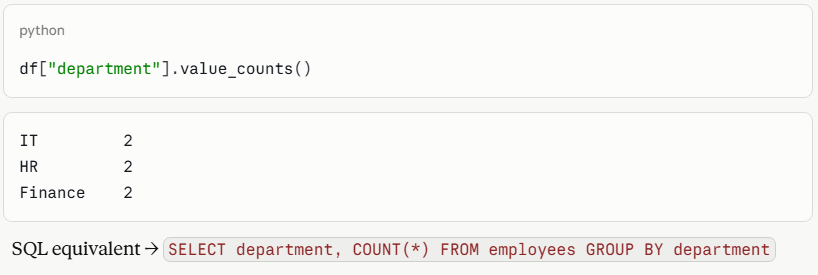 python
df["department"].value_counts()
IT         2
HR         2
Finance    2
SQL equivalent → SELECT department, COUNT(*) FROM employees GROUP BY department